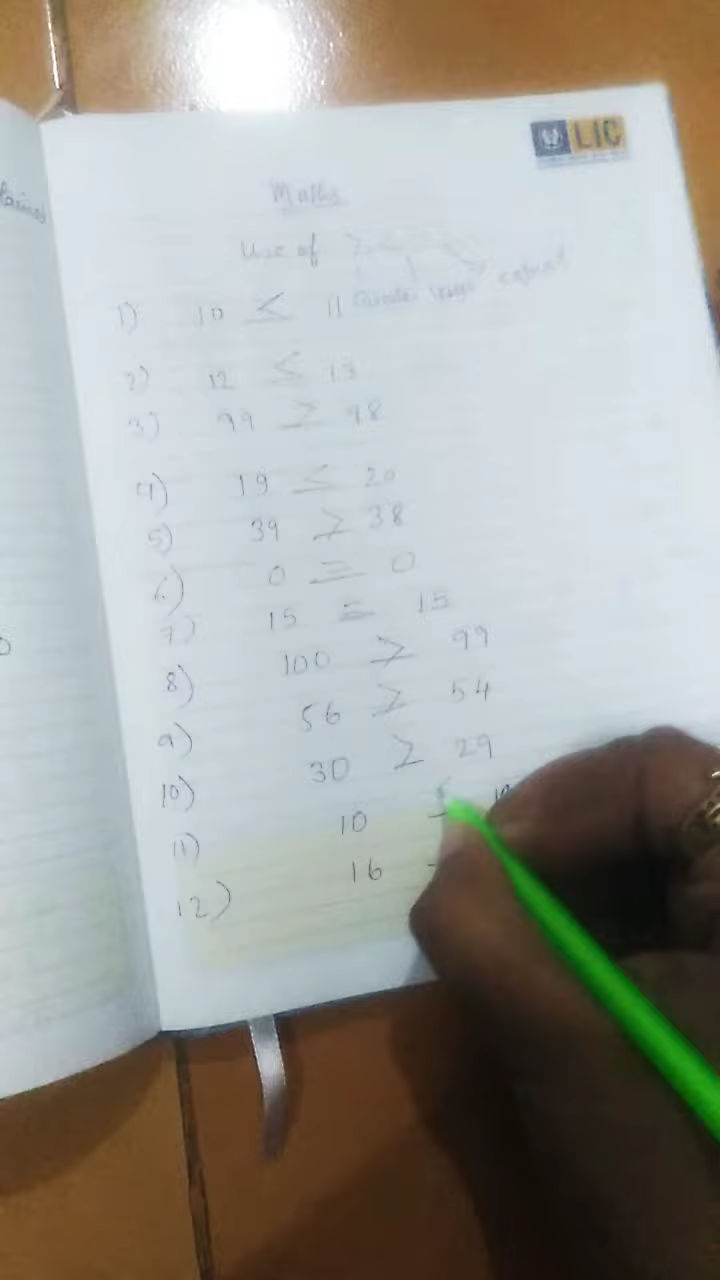 LIC
Maths
Use of
equal
1) 10 < 11
2) 12 < 13
3) 99 > 98
4) 19 < 20
5) 39 > 38
6) 0 = 0
7) 15 = 15
8) 100 > 99
9) 56 > 54
10) 30 > 29
11) 10
12) 16